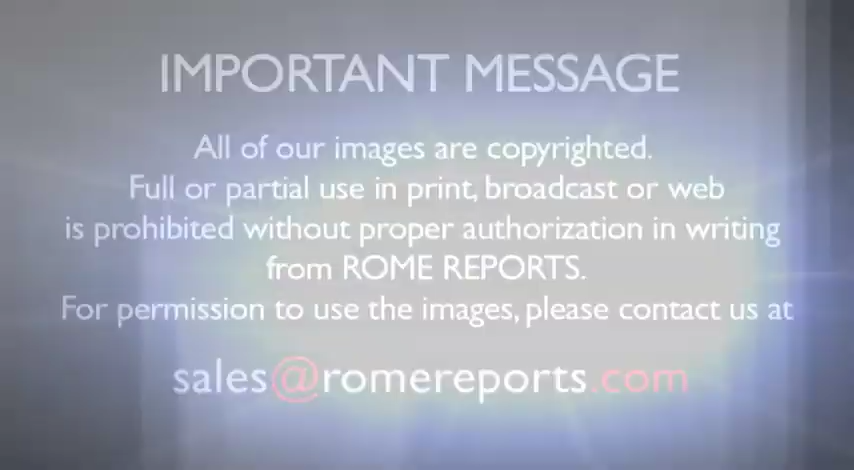 IMPORTANT MESSAGE
All of our images are copyrighted.
Full or partial use in print, broadcast or web
is prohibited without proper authorization in writing
from ROME REPORTS.
For permission to use the images, please contact us at
sales@romereports.com